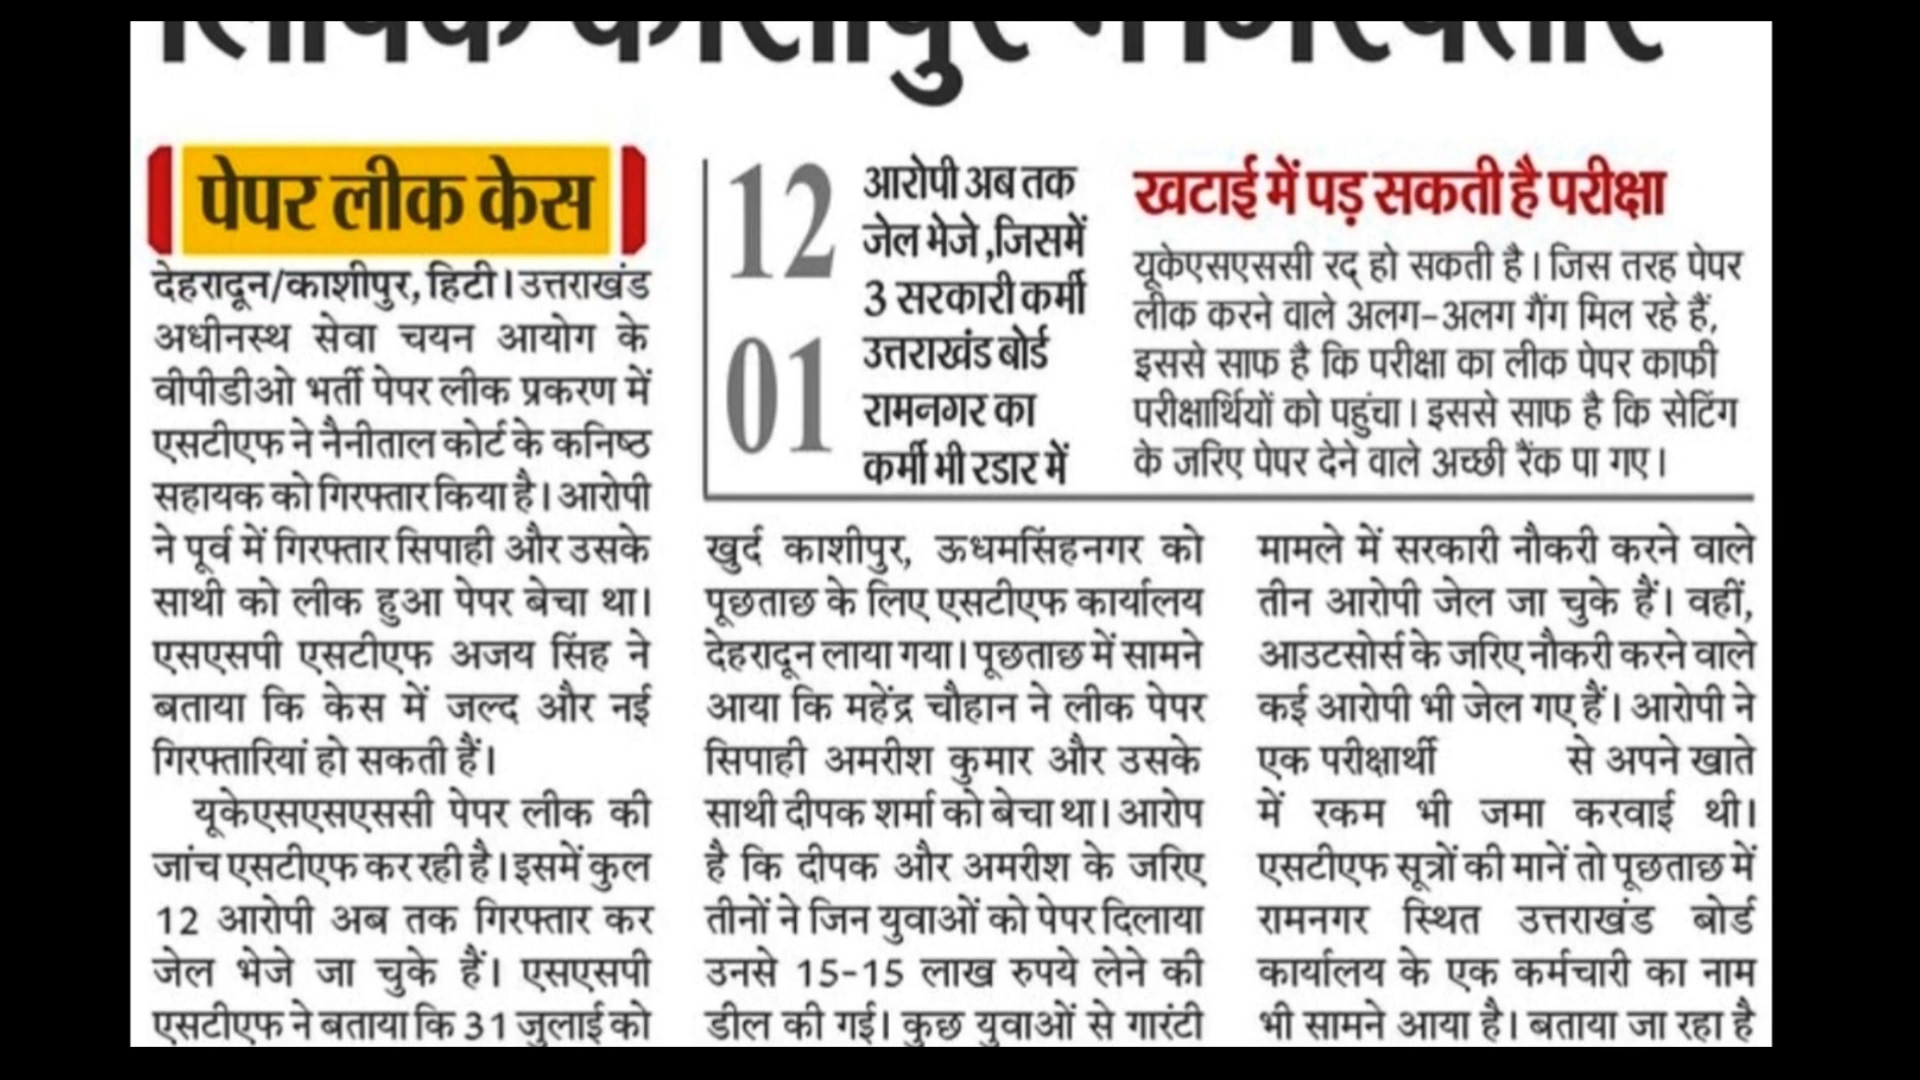 लिपिक काशीपुर में गिरफ्तार
पेपर लीक केस
देहरादून/काशीपुर, हिटी। उत्तराखंड
अधीनस्थ सेवा चयन आयोग के
वीपीडीओ भर्ती पेपर लीक प्रकरण में
एसटीएफ ने नैनीताल कोर्ट के कनिष्ठ
सहायक को गिरफ्तार किया है। आरोपी
ने पूर्व में गिरफ्तार सिपाही और उसके
साथी को लीक हुआ पेपर बेचा था।
एसएसपी एसटीएफ अजय सिंह ने
बताया कि केस में जल्द और नई
गिरफ्तारियां हो सकती हैं।
यूकेएसएसएससी पेपर लीक की
जांच एसटीएफ कर रही है। इसमें कुल
12 आरोपी अब तक गिरफ्तार कर
जेल भेजे जा चुके हैं। एसएसपी
एसटीएफ ने बताया कि 31 जुलाई को
12
आरोपी अब तक
जेल भेजे ,जिसमें
3 सरकारी कर्मी
01
उत्तराखंड बोर्ड
रामनगर का
कर्मी भी रडार में
खटाई में पड़ सकती है परीक्षा
यूकेएसएससी रद् हो सकती है। जिस तरह पेपर
लीक करने वाले अलग-अलग गैंग मिल रहे हैं,
इससे साफ है कि परीक्षा का लीक पेपर काफी
परीक्षार्थियों को पहुंचा। इससे साफ है कि सेटिंग
के जरिए पेपर देने वाले अच्छी रैंक पा गए।
खुर्द काशीपुर, ऊधमसिंहनगर को
पूछताछ के लिए एसटीएफ कार्यालय
देहरादून लाया गया। पूछताछ में सामने
आया कि महेंद्र चौहान ने लीक पेपर
सिपाही अमरीश कुमार और उसके
साथी दीपक शर्मा को बेचा था। आरोप
है कि दीपक और अमरीश के जरिए
तीनों ने जिन युवाओं को पेपर दिलाया
उनसे 15-15 लाख रुपये लेने की
डील की गई। कुछ युवाओं से गारंटी
मामले में सरकारी नौकरी करने वाले
तीन आरोपी जेल जा चुके हैं। वहीं,
आउटसोर्स के जरिए नौकरी करने वाले
कई आरोपी भी जेल गए हैं। आरोपी ने
एक परीक्षार्थी से अपने खाते
में रकम भी जमा करवाई थी।
एसटीएफ सूत्रों की मानें तो पूछताछ में
रामनगर स्थित उत्तराखंड बोर्ड
कार्यालय के एक कर्मचारी का नाम
भी सामने आया है। बताया जा रहा है